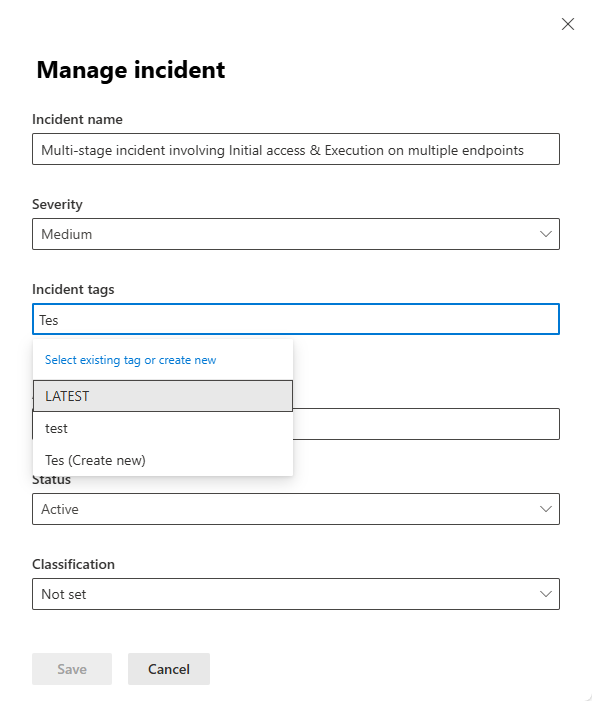 Manage incident
Incident name
Multi-stage incident involving Initial access & Execution on multiple endpoints
Severity
Medium
Incident tags
Tes
Select existing tag or create new
LATEST
test
Tes (Create new)
Status
Active
Classification
Not set
Save
Cancel